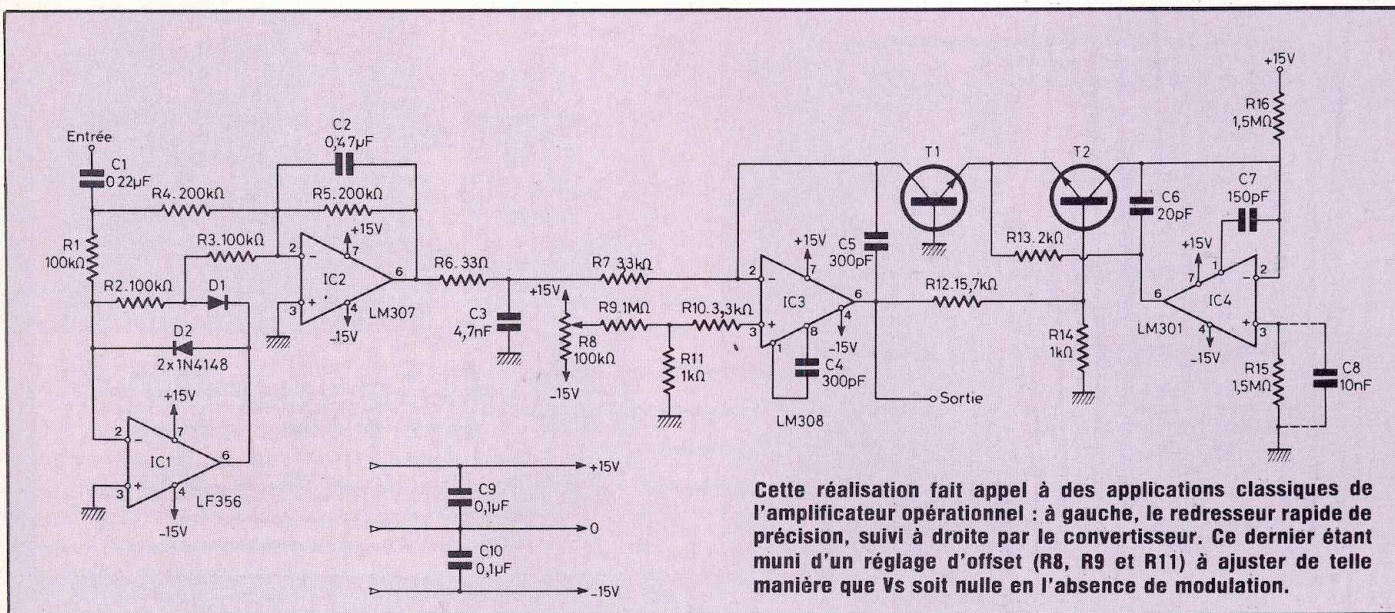 Entrée
C1
0 22µF
R4.200kΩ
R1
100kΩ
R2.100kΩ
R3.100kΩ
D1
D2
2x1N4148
+15V
2
7
6
IC1
3
4
LF356
-15V
C2
0,47µF
R5.200kΩ
+15V
2
7
6
IC2
4
LM307
-15V
R6.33Ω
C3
4,7nF
R7 3,3kΩ
+15V
R8
100kΩ
-15V
R9.1MΩ
R10.3,3kΩ
R11
1kΩ
+15V
2
7
6
IC3
3
8
4
1
-15V
C4
300pF
LM308
C5
300pF
T1
T2
R12.15,7kΩ
R13.2kΩ
R14
1kΩ
Sortie
C6
20pF
C7
150pF
+15V
R16
1,5MΩ
+15V
7
1
2
6
IC4
3
4
LM301
-15V
R15
1,5MΩ
C8
10nF
+15V
C9
0,1µF
0
C10
0,1µF
-15V
Cette réalisation fait appel à des applications classiques de
l'amplificateur opérationnel : à gauche, le redresseur rapide de
précision, suivi à droite par le convertisseur. Ce dernier étant
muni d'un réglage d'offset (R8, R9 et R11) à ajuster de telle
manière que Vs soit nulle en l'absence de modulation.